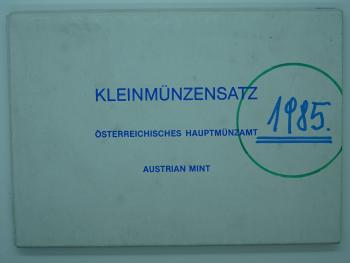 KLEINMÜNZENSATZ
1985.
ÖSTERREICHISCHES HAUPTMÜNZAMT
AUSTRIAN MINT